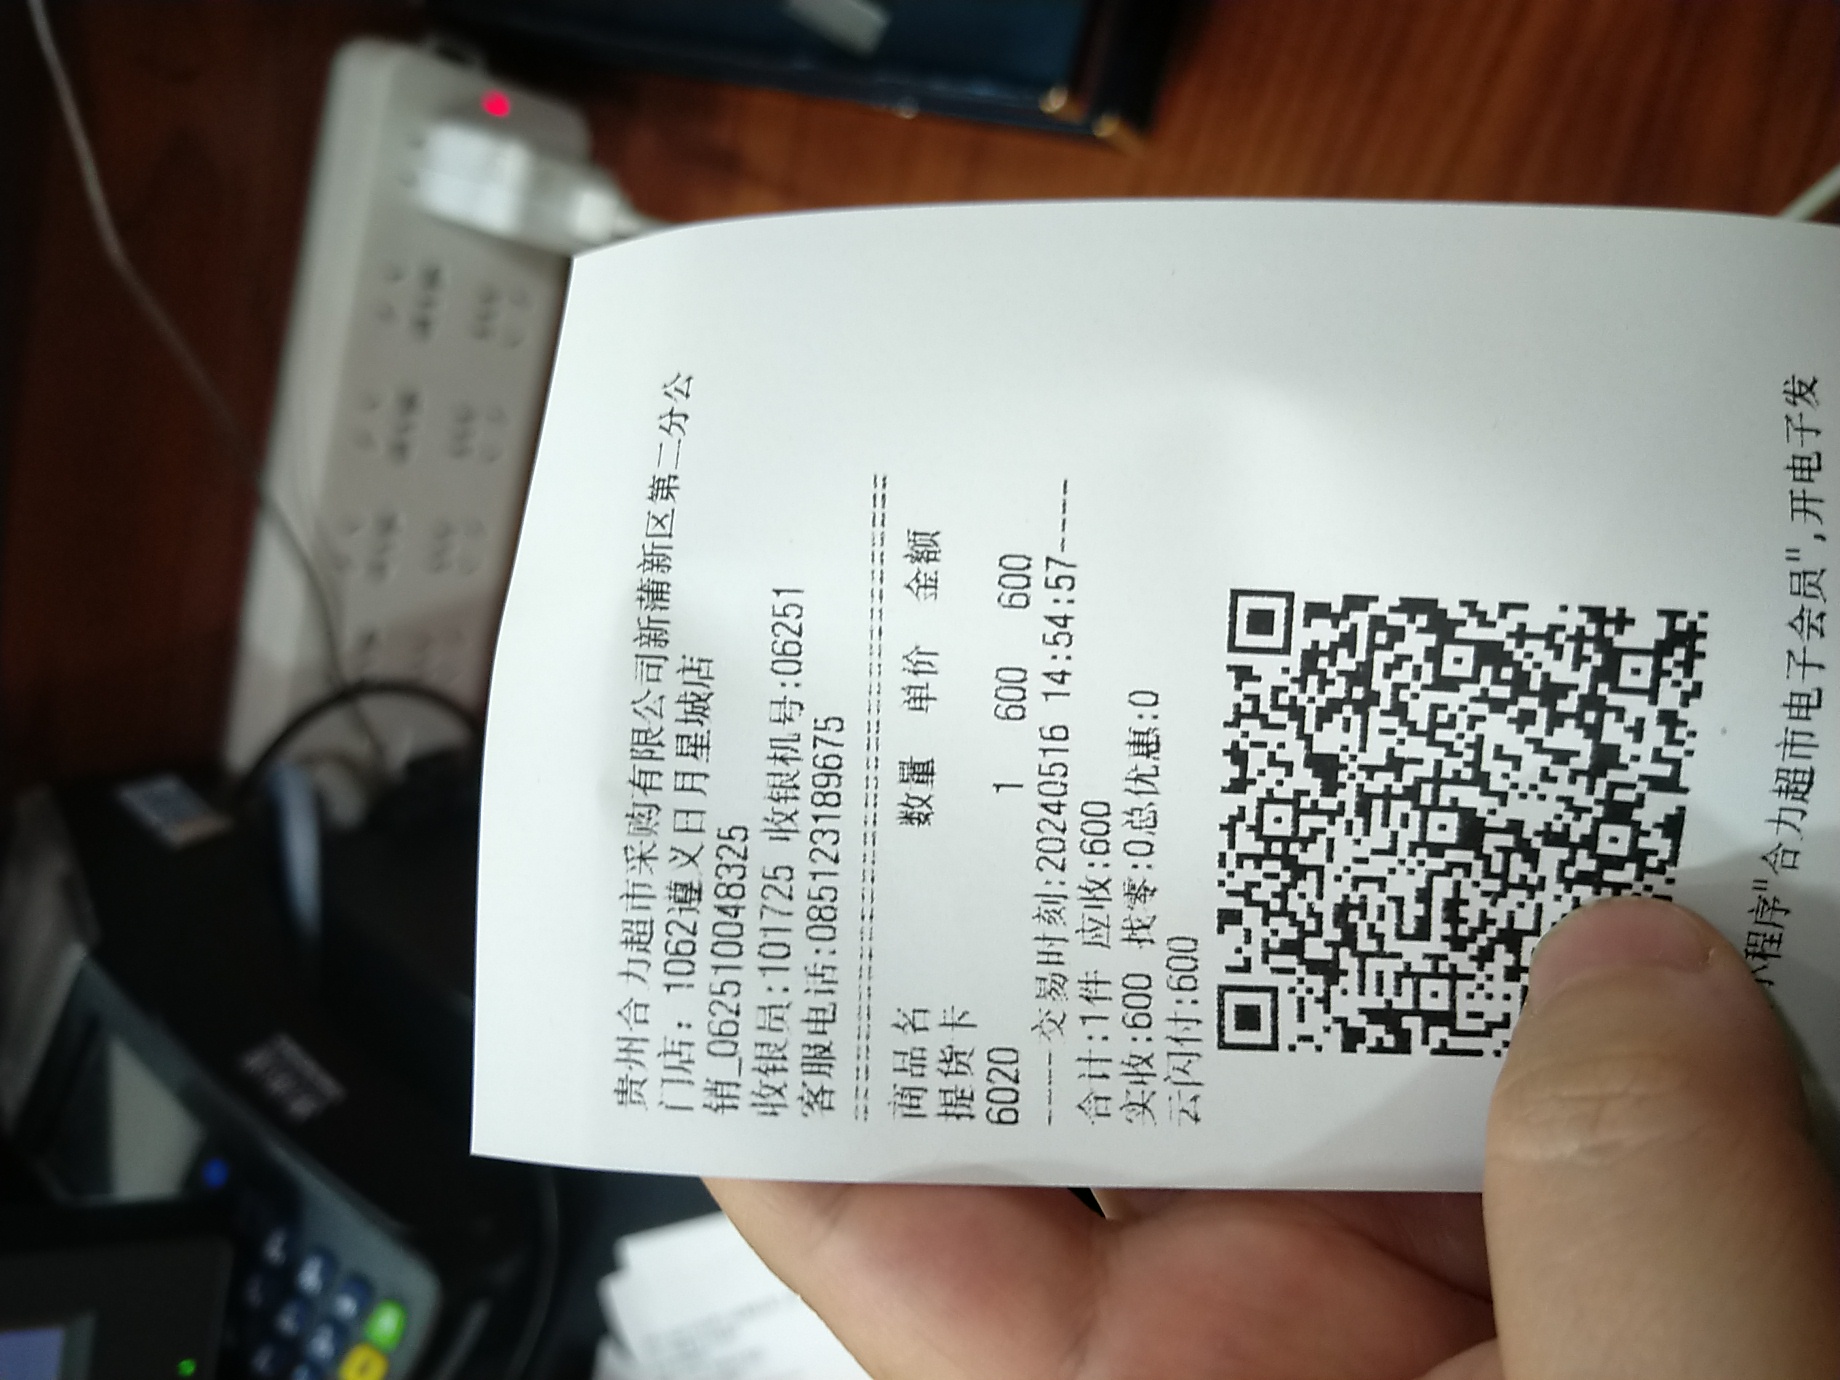 贵州合力超市采购有限公司新蒲新区第二分公
门店: 1062遵义日月星城店
销_062510048325
收银员:101725 收银机号:06251
客服电话:085123189675
商品名 数量 单价 金额
提货卡
6020 1 600 600
-----交易时刻:20240516 14:54:57-----
合计:1件 应收:600
实收:600 找零:0总优惠:0
云闪付:600
程序"合力超市电子会员",开电子发